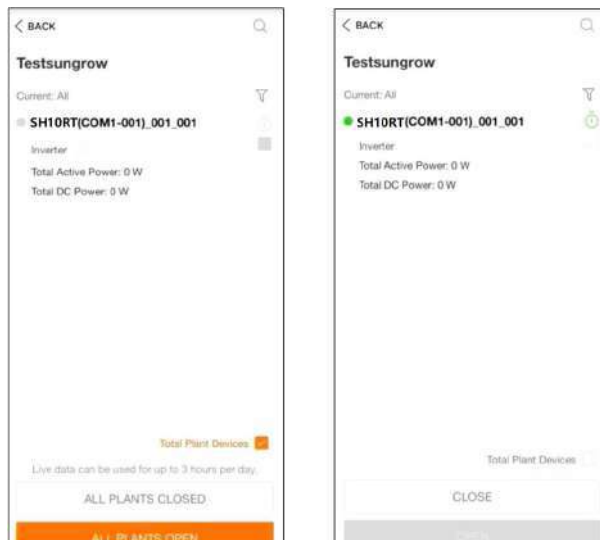 BACK
Testsungrow
Current: All
SH10RT(COM1-001)_001_001
Inverter
Total Active Power: 0 W
Total DC Power: 0 W
Total Plant Devices
Live data can be used for up to 3 hours per day.
ALL PLANTS CLOSED
ALL PLANTS OPEN
BACK
Testsungrow
Current: All
SH10RT(COM1-001)_001_001
Inverter
Total Active Power: 0 W
Total DC Power: 0 W
Total Plant Devices
CLOSE
OPEN